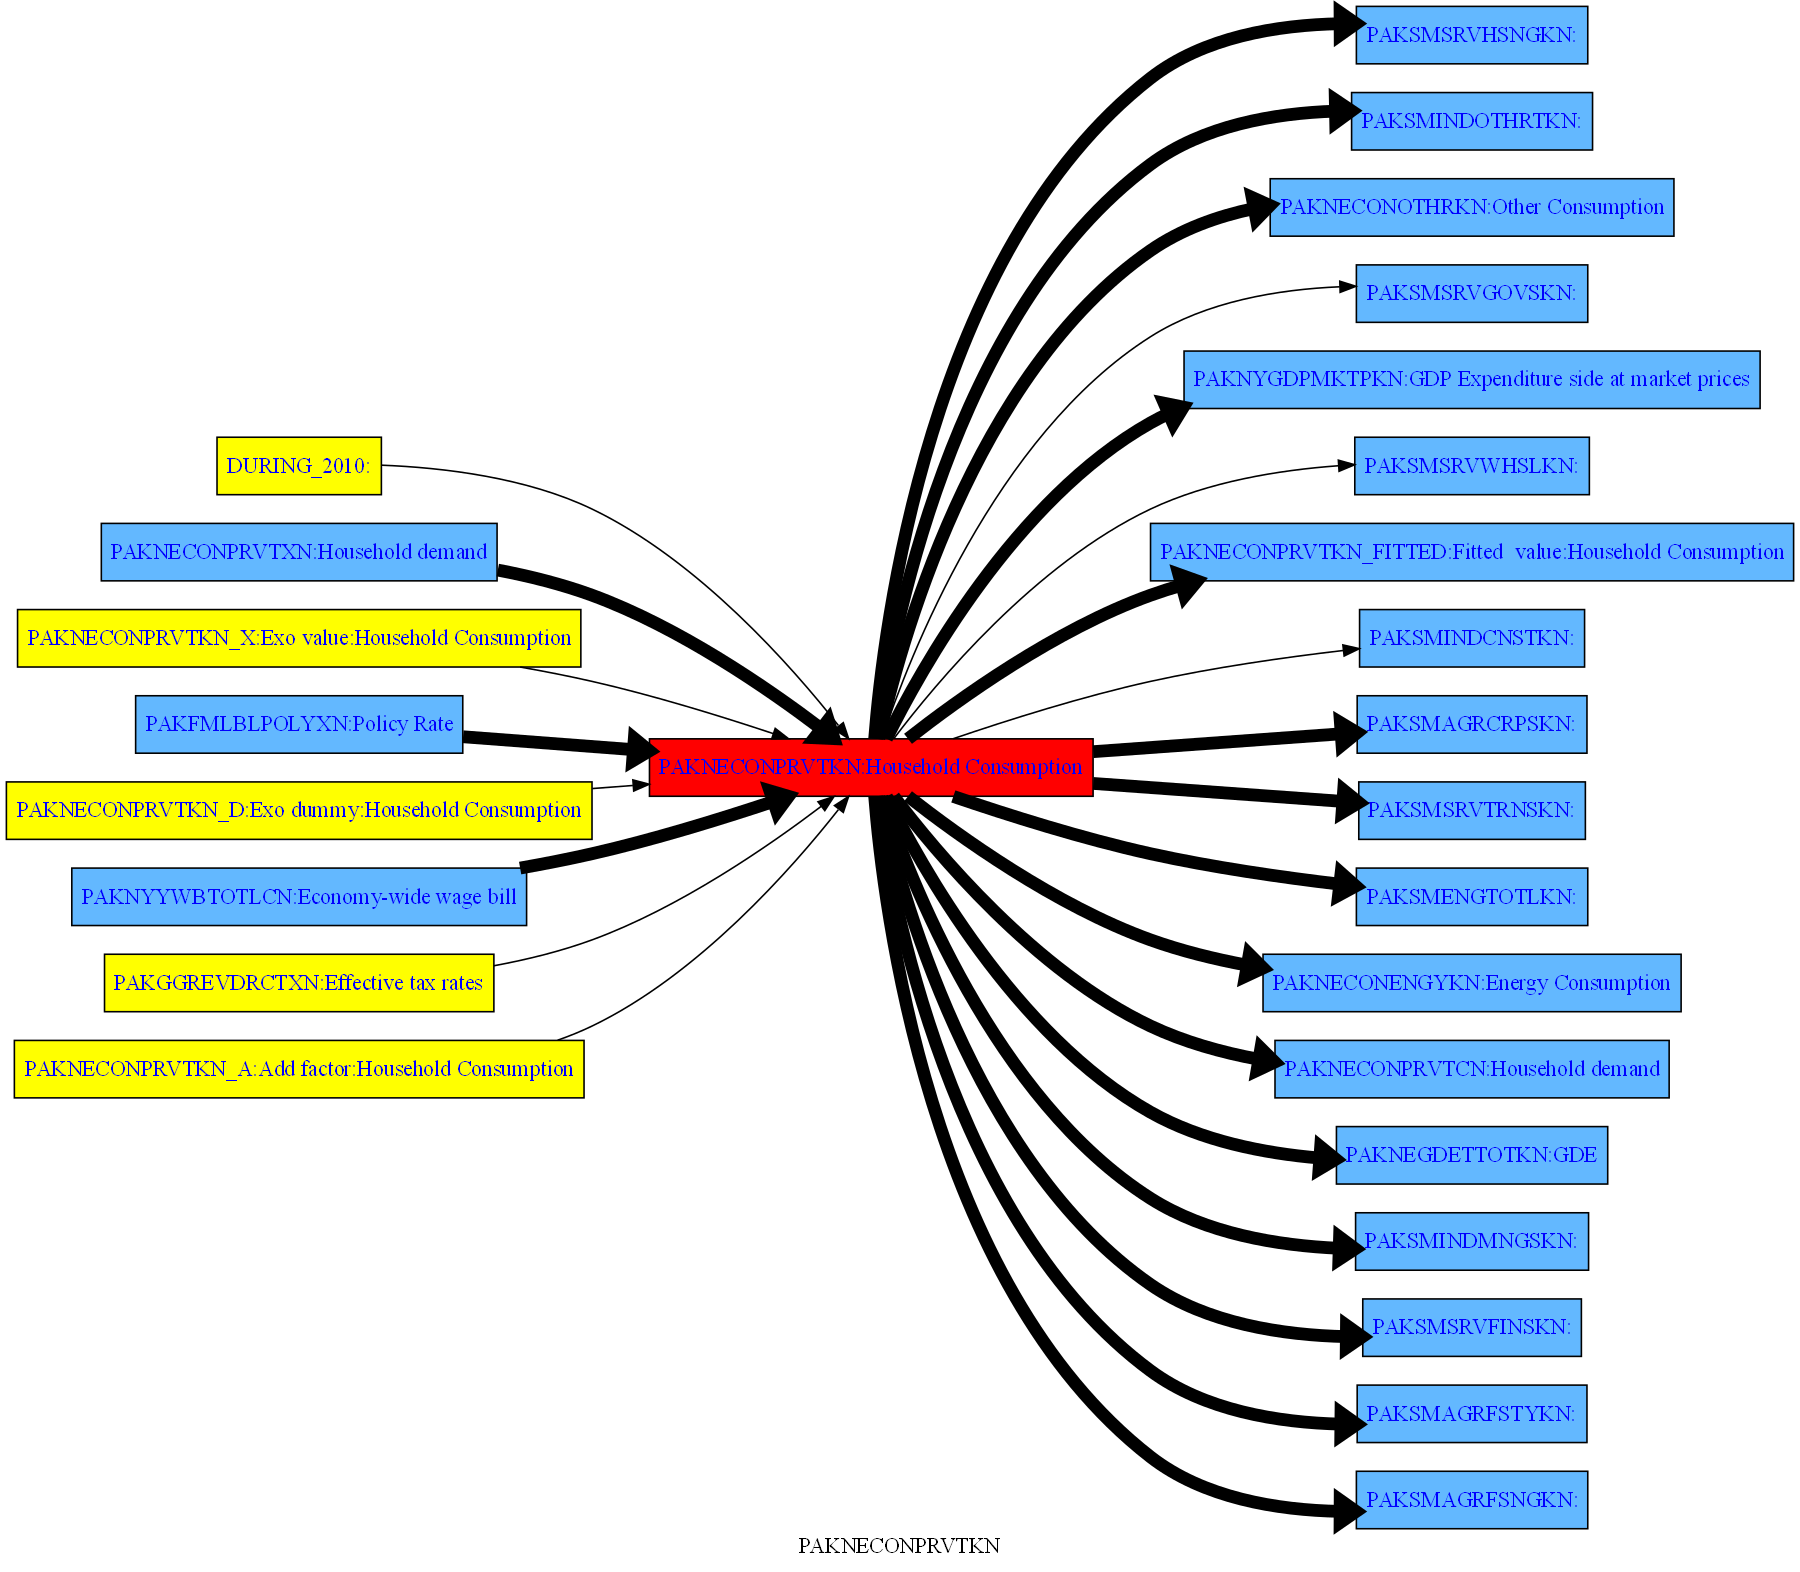 DURING_2010:
PAKNECONPRVTXN:Household demand
PAKNECONPRVTKN_X:Exo value:Household Consumption
PAKFMLBLPOLYXN:Policy Rate
PAKNECONPRVTKN_D:Exo dummy:Household Consumption
PAKNYYWBTOTLCN:Economy-wide wage bill
PAKGGREVDRCTXN:Effective tax rates
PAKNECONPRVTKN_A:Add factor:Household Consumption
PAKNECONPRVTKN:Household Consumption
PAKSMSRVHSNGKN:
PAKSMINDOTHRTKN:
PAKNECONOTHRKN:Other Consumption
PAKSMSRVGOVSKN:
PAKNYGDPMKTPKN:GDP Expenditure side at market prices
PAKSMSRVWHSLKN:
PAKNECONPRVTKN_FITTED:Fitted  value:Household Consumption
PAKSMINDCNSTKN:
PAKSMAGRCRPSKN:
PAKSMSRVTRNSKN:
PAKSMENGTOTLKN:
PAKNECONENGYKN:Energy Consumption
PAKNECONPRVTCN:Household demand
PAKNEGDETTOTKN:GDE
PAKSMINDMNGSKN:
PAKSMSRVFINSKN:
PAKSMAGRFSTYKN:
PAKSMAGRFSNGKN:
PAKNECONPRVTKN